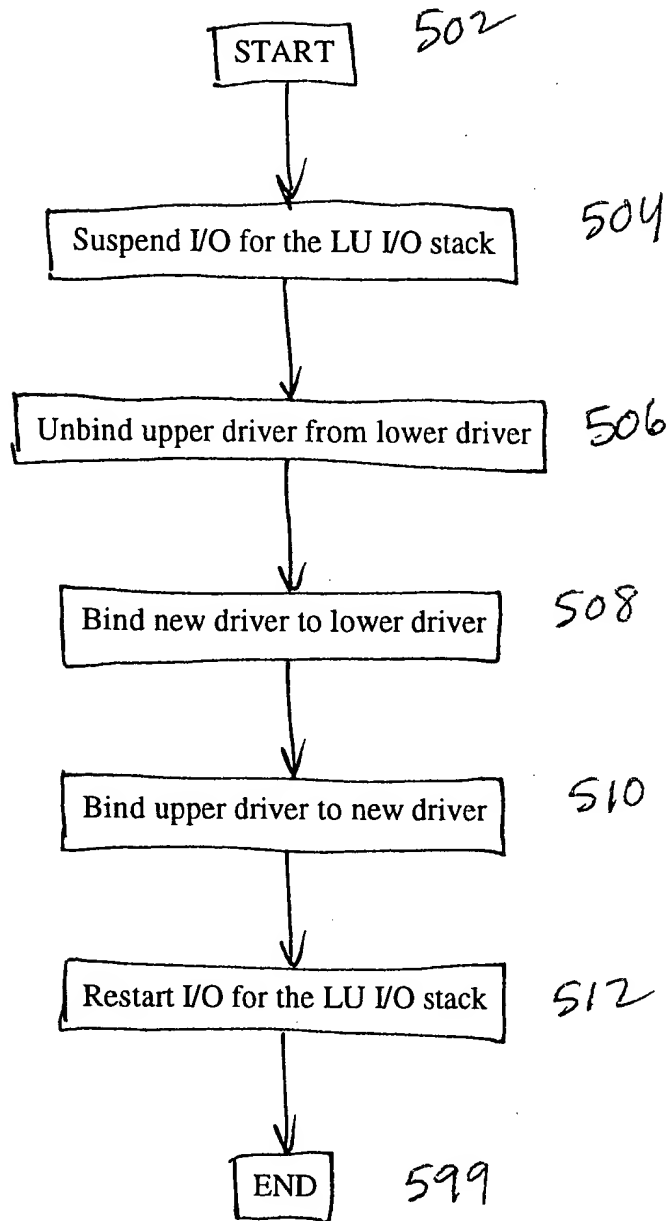 START 502
Suspend I/O for the LU I/O stack 504
Unbind upper driver from lower driver 506
Bind new driver to lower driver 508
Bind upper driver to new driver 510
Restart I/O for the LU I/O stack 512
END 599